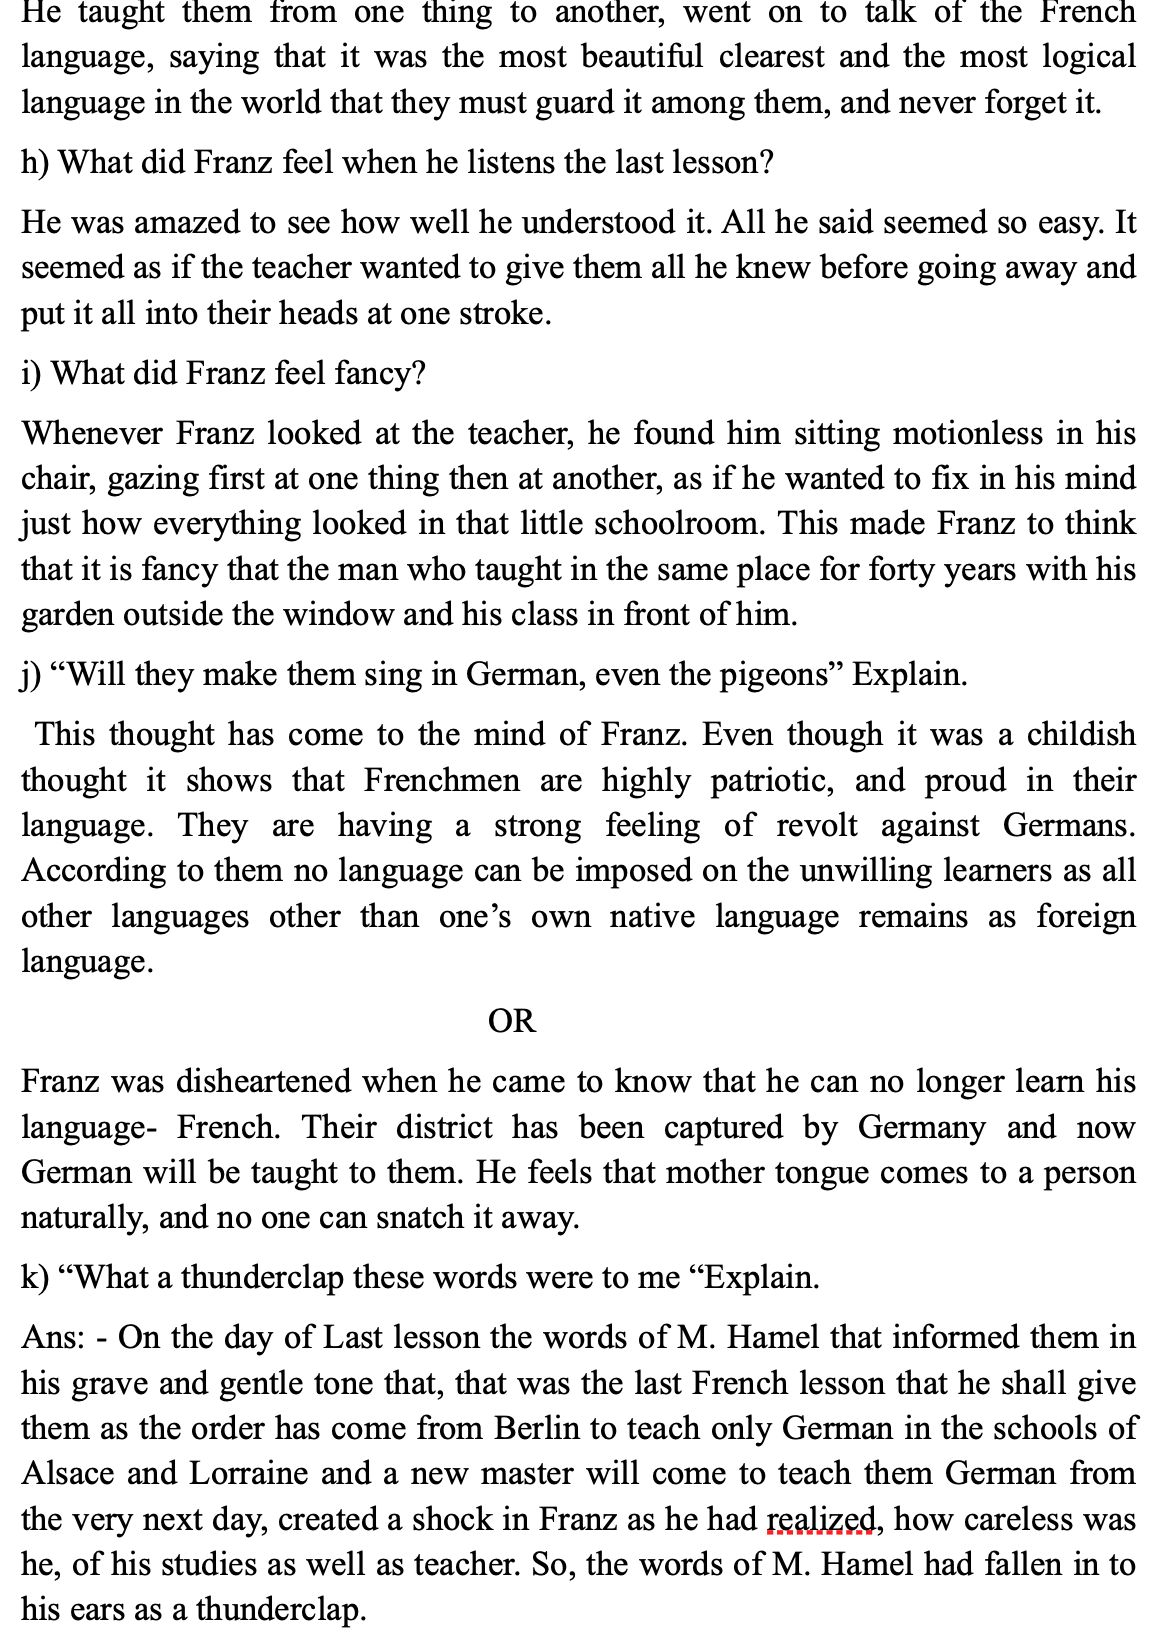 He taught them from one thing to another, went on to talk of the French
language, saying that it was the most beautiful clearest and the most logical
language in the world that they must guard it among them, and never forget it.
h) What did Franz feel when he listens the last lesson?
He was amazed to see how well he understood it. All he said seemed so easy. It
seemed as if the teacher wanted to give them all he knew before going away and
put it all into their heads at one stroke.
i) What did Franz feel fancy?
Whenever Franz looked at the teacher, he found him sitting motionless in his
chair, gazing first at one thing then at another, as if he wanted to fix in his mind
just how everything looked in that little schoolroom. This made Franz to think
that it is fancy that the man who taught in the same place for forty years with his
garden outside the window and his class in front of him.
j) “Will they make them sing in German, even the pigeons” Explain.
This thought has come to the mind of Franz. Even though it was a childish
thought it shows that Frenchmen are highly patriotic, and proud in their
language. They are having a strong feeling of revolt against Germans.
According to them no language can be imposed on the unwilling learners as all
other languages other than one’s own native language remains as foreign
language.
OR
Franz was disheartened when he came to know that he can no longer learn his
language- French. Their district has been captured by Germany and now
German will be taught to them. He feels that mother tongue comes to a person
naturally, and no one can snatch it away.
k) “What a thunderclap these words were to me “Explain.
Ans: - On the day of Last lesson the words of M. Hamel that informed them in
his grave and gentle tone that, that was the last French lesson that he shall give
them as the order has come from Berlin to teach only German in the schools of
Alsace and Lorraine and a new master will come to teach them German from
the very next day, created a shock in Franz as he had realized, how careless was
he, of his studies as well as teacher. So, the words of M. Hamel had fallen in to
his ears as a thunderclap.